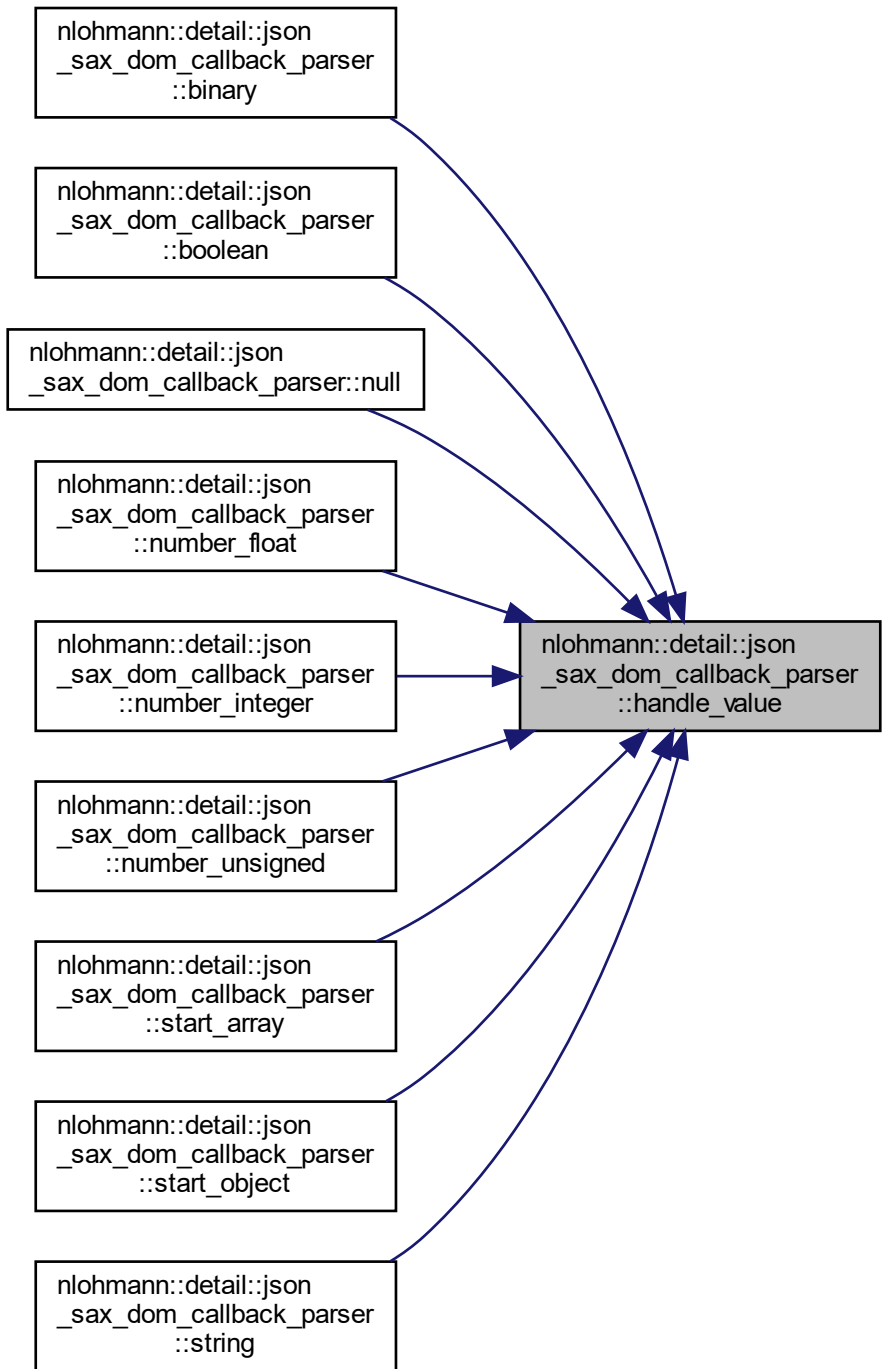 nlohmann::detail::json
_sax_dom_callback_parser
::binary
nlohmann::detail::json
_sax_dom_callback_parser
::boolean
nlohmann::detail::json
_sax_dom_callback_parser::null
nlohmann::detail::json
_sax_dom_callback_parser
::number_float
nlohmann::detail::json
_sax_dom_callback_parser
::number_integer
nlohmann::detail::json
_sax_dom_callback_parser
::number_unsigned
nlohmann::detail::json
_sax_dom_callback_parser
::start_array
nlohmann::detail::json
_sax_dom_callback_parser
::start_object
nlohmann::detail::json
_sax_dom_callback_parser
::string
nlohmann::detail::json
_sax_dom_callback_parser
::handle_value